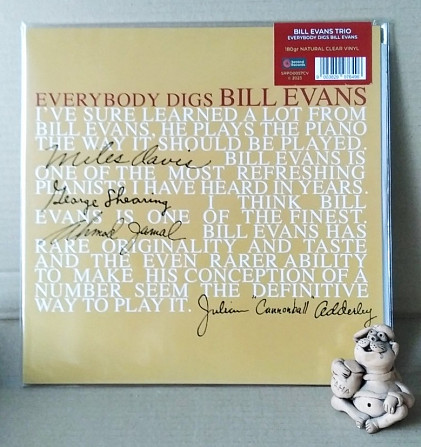 BILL EVANS TRIO
EVERYBODY DIGS BILL EVANS
180gr NATURAL CLEAR VINYL
EVERYBODY DIGS BILL EVANS
I'VE SURE LEARNED A LOT FROM
BILL EVANS. HE PLAYS THE PIANO
THE WAY IT SHOULD BE PLAYED.
Miles Davis BILL EVANS IS
ONE OF THE MOST REFRESHING
PIANISTS I HAVE HEARD IN YEARS.
George Shearing I THINK BILL
EVANS IS ONE OF THE FINEST.
Ahmad Jamal BILL EVANS HAS
RARE ORIGINALITY AND TASTE
AND THE EVEN RARER ABILITY
TO MAKE HIS CONCEPTION OF A
NUMBER SEEM THE DEFINITIVE
WAY TO PLAY IT. Julian "Cannonball" Adderley